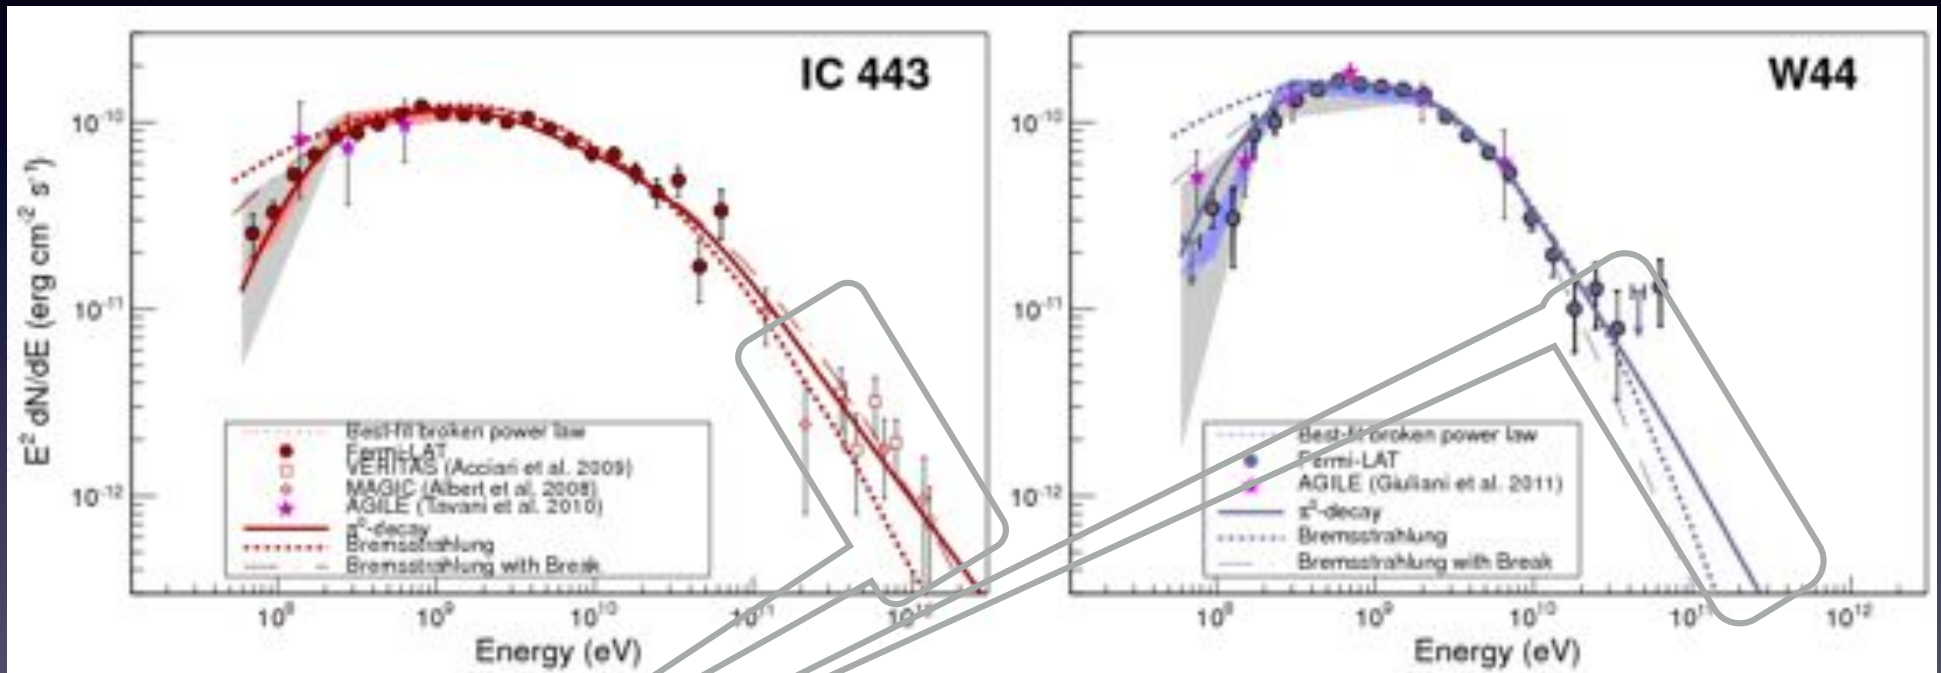 IC 443
E² dN/dE (erg cm⁻² s⁻¹)
10⁻¹⁰
10⁻¹¹
10⁻¹²
Best-fit broken power law
Fermi-LAT
VERITAS (Acciari et al. 2009)
MAGIC (Albert et al. 2008)
AGILE (Tavani et al. 2010)
π⁰-decay
Bremsstrahlung
Bremsstrahlung with Break
10⁸ 10⁹ 10¹⁰ 10¹¹
Energy (eV)
W44
10⁻¹⁰
10⁻¹¹
10⁻¹²
Best-fit broken power law
Fermi-LAT
AGILE (Giuliani et al. 2011)
π⁰-decay
Bremsstrahlung
Bremsstrahlung with Break
10⁸ 10⁹ 10¹⁰ 10¹¹ 10¹²
Energy (eV)